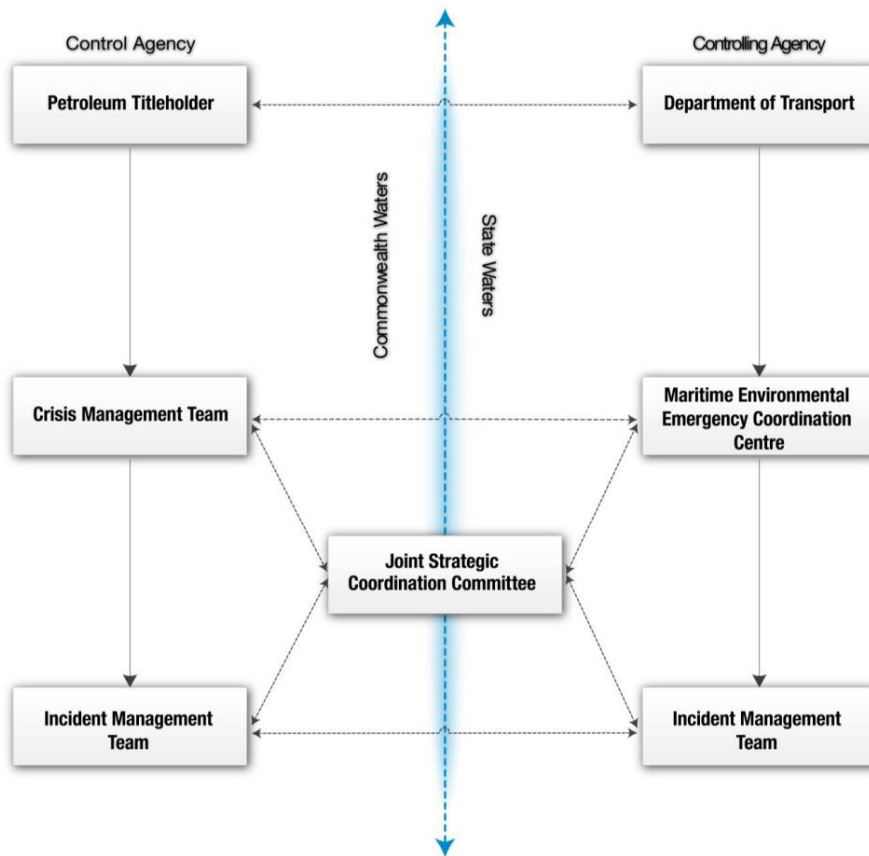 Control Agency
Controlling Agency
Petroleum Titleholder
Department of Transport
Commonwealth Waters
State Waters
Crisis Management Team
Maritime Environmental
Emergency Coordination
Centre
Joint Strategic
Coordination Committee
Incident Management
Team
Incident Management
Team